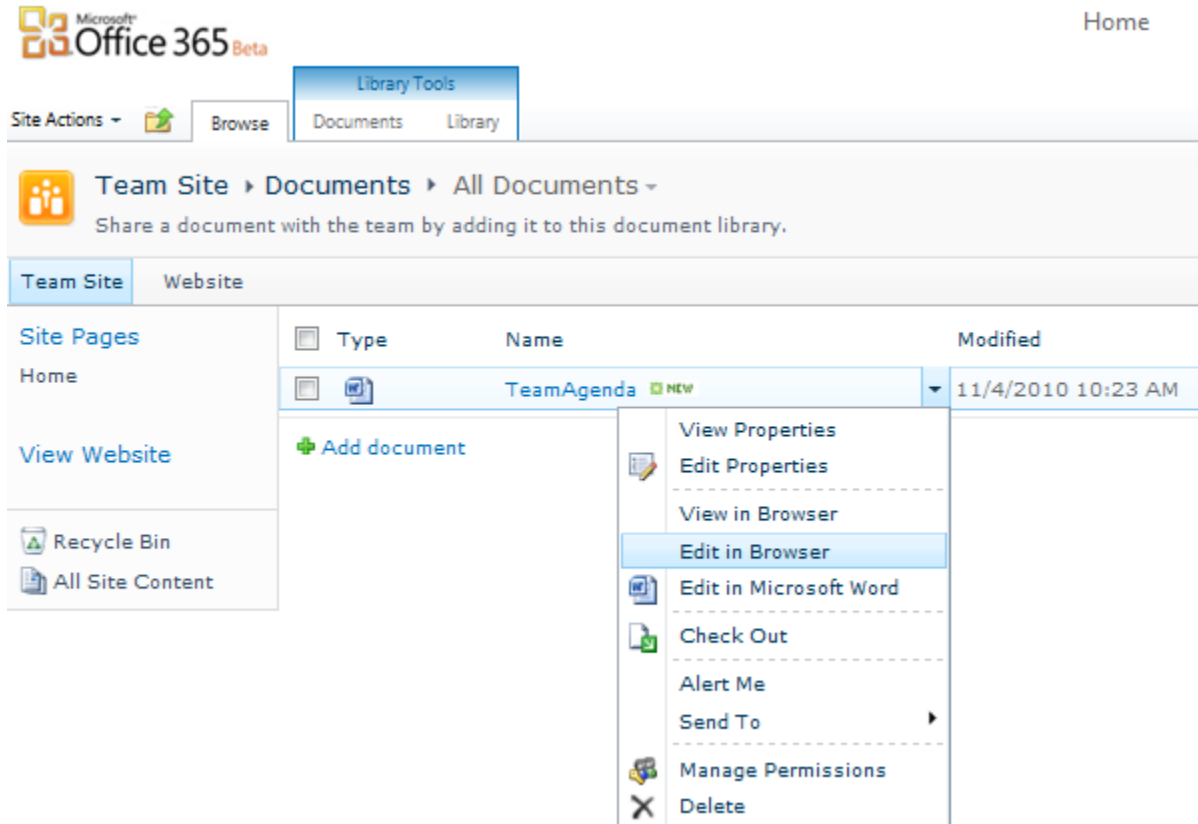 Microsoft®
Office 365 Beta
Home
Library Tools
Site Actions Browse Documents Library
Team Site Documents All Documents
Share a document with the team by adding it to this document library.
Team Site Website
Site Pages
Home
View Website
Recycle Bin
All Site Content
Type Name Modified
TeamAgenda NEW 11/4/2010 10:23 AM
Add document
View Properties
Edit Properties
View in Browser
Edit in Browser
Edit in Microsoft Word
Check Out
Alert Me
Send To
Manage Permissions
Delete